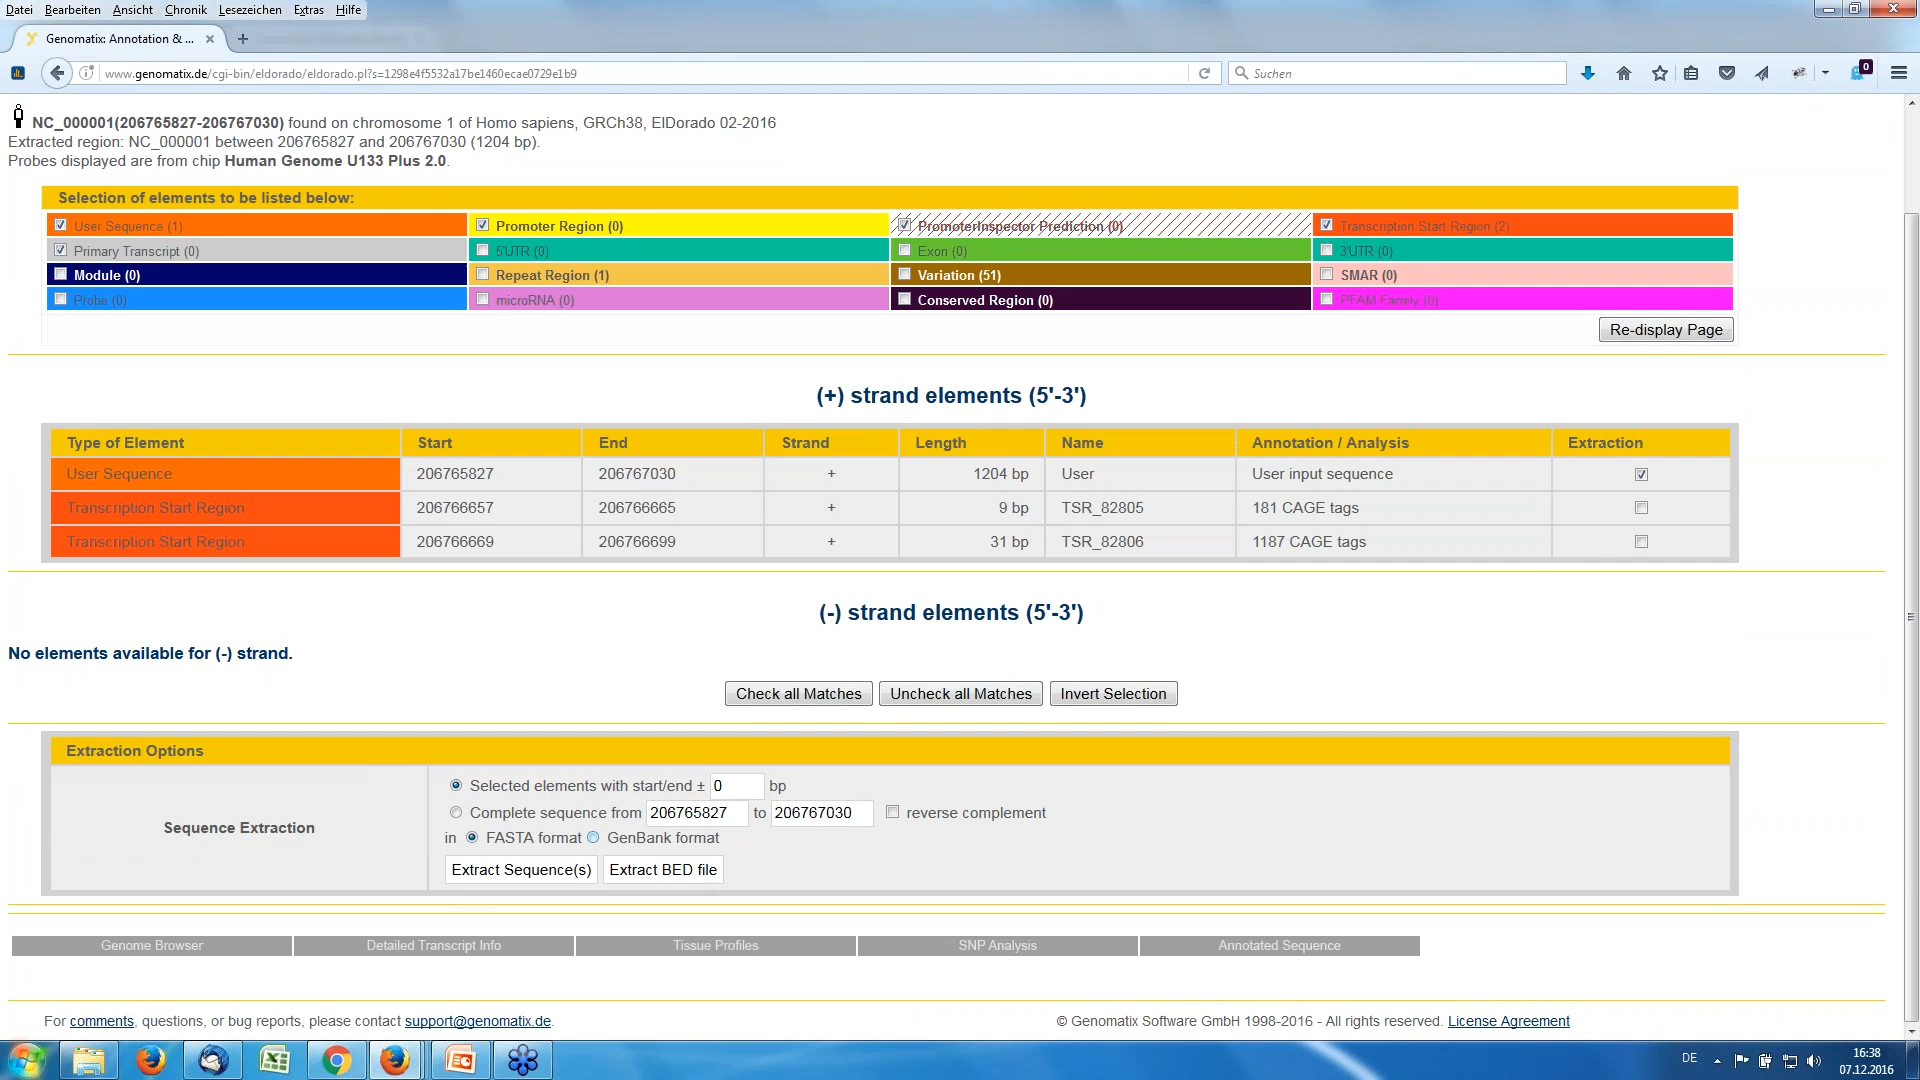 Datei Bearbeiten Ansicht Chronik Lesezeichen Extras Hilfe
Genomatix: Annotation & ...
www.genomatix.de/cgi-bin/eldorado/eldorado.pl?s=1298e4f5532a17be1460ecae0729e1b9
Suchen
0
NC_000001(206765827-206767030) found on chromosome 1 of Homo sapiens, GRCh38, ElDorado 02-2016
Extracted region: NC_000001 between 206765827 and 206767030 (1204 bp).
Probes displayed are from chip Human Genome U133 Plus 2.0.
Selection of elements to be listed below:
User Sequence (1) Promoter Region (0) PromoterInspector Prediction (0) Transcription Start Region (2)
Primary Transcript (0) 5'UTR (0) Exon (0) 3'UTR (0)
Module (0) Repeat Region (1) Variation (51) SMAR (0)
Probe (0) microRNA (0) Conserved Region (0) PFAM Family (0)
Re-display Page
(+) strand elements (5'-3')
Type of Element Start End Strand Length Name Annotation / Analysis Extraction
User Sequence 206765827 206767030 + 1204 bp User User input sequence
Transcription Start Region 206766657 206766665 + 9 bp TSR_82805 181 CAGE tags
Transcription Start Region 206766669 206766699 + 31 bp TSR_82806 1187 CAGE tags
(-) strand elements (5'-3')
No elements available for (-) strand.
Check all Matches Uncheck all Matches Invert Selection
Extraction Options
Sequence Extraction
Selected elements with start/end ± 0 bp
Complete sequence from 206765827 to 206767030 reverse complement
in FASTA format GenBank format
Extract Sequence(s) Extract BED file
Genome Browser Detailed Transcript Info Tissue Profiles SNP Analysis Annotated Sequence
For comments, questions, or bug reports, please contact support@genomatix.de.
© Genomatix Software GmbH 1998-2016 - All rights reserved. License Agreement
DE
16:38
07.12.2016